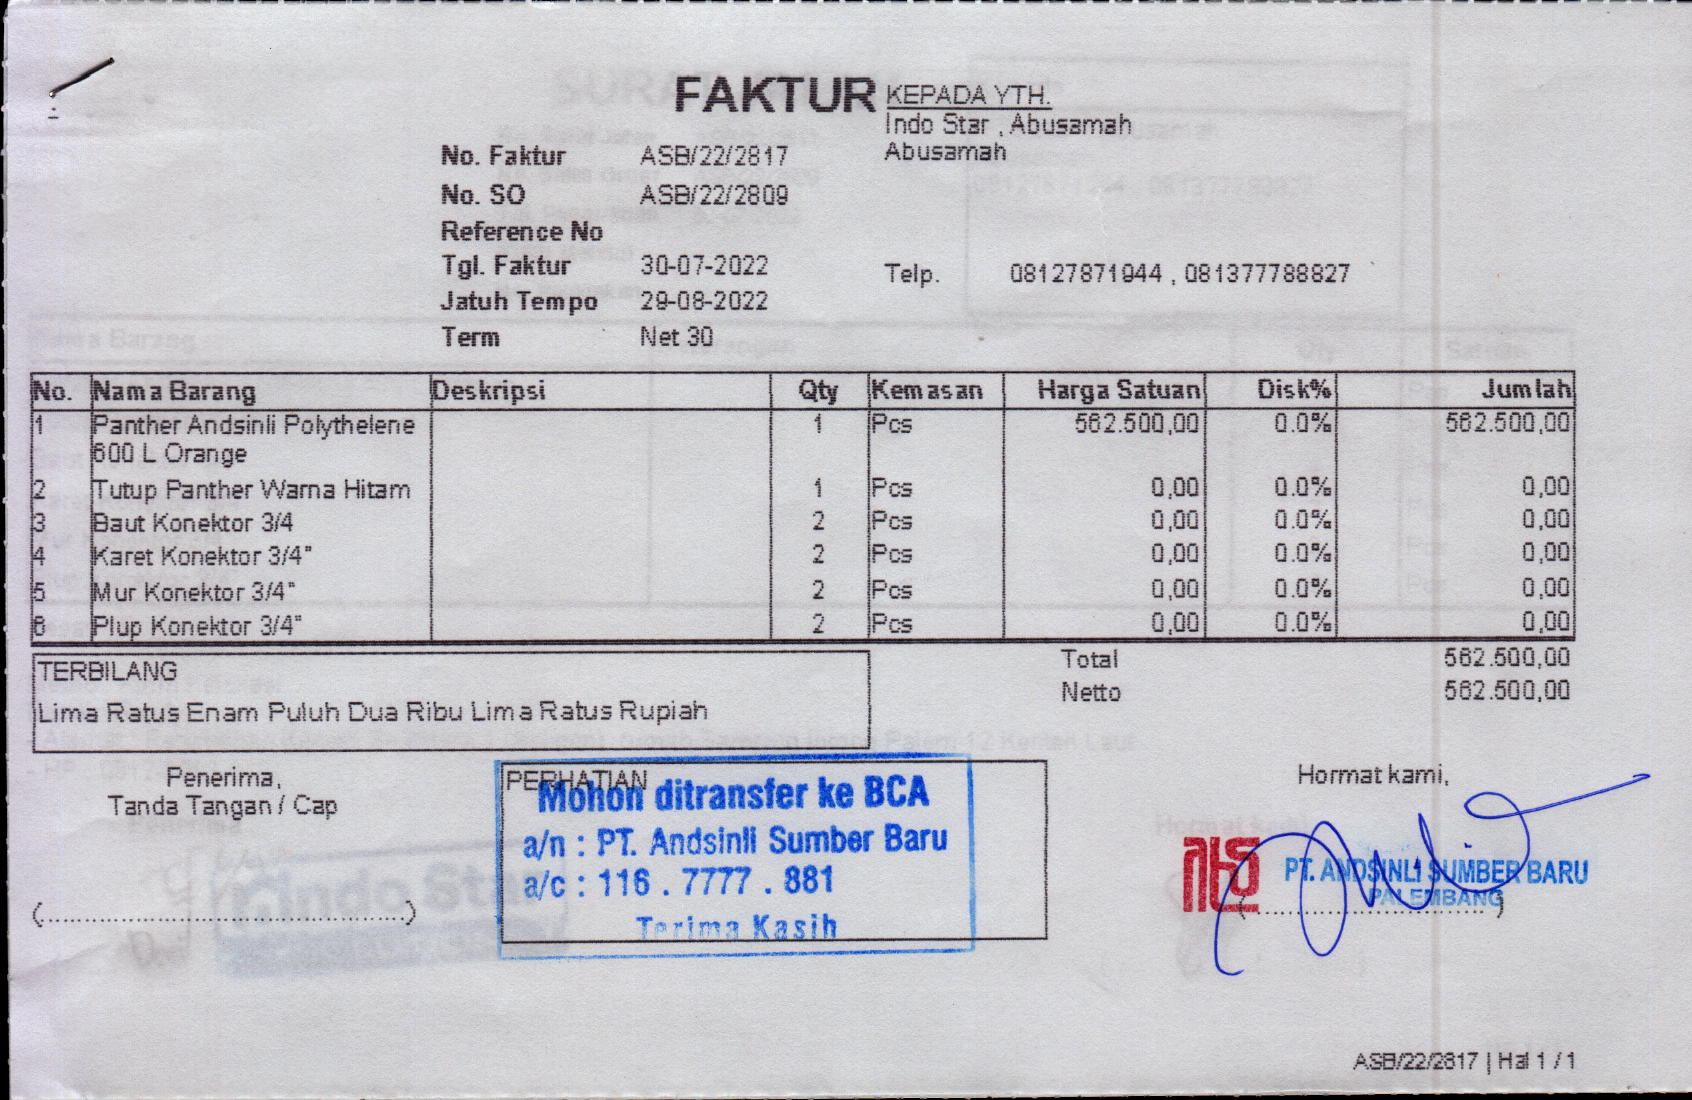 FAKTUR
KEPADA YTH.
Indo Star , Abusamah
Abusamah
No. Faktur ASB/22/2817
No. SO ASB/22/2809
Reference No
Tgl. Faktur 30-07-2022
Telp. 08127871944 , 081377788827
Jatuh Tempo 29-08-2022
Term Net 30
No. Nama Barang Deskripsi Qty Kemasan Harga Satuan Disk% Jumlah
1 Panther Andsinli Polythelene 1 Pcs 562.500,00 0.0% 562.500,00
600 L Orange
2 Tutup Panther Warna Hitam 1 Pcs 0,00 0.0% 0,00
3 Baut Konektor 3/4 2 Pcs 0,00 0.0% 0,00
4 Karet Konektor 3/4" 2 Pcs 0,00 0.0% 0,00
5 Mur Konektor 3/4" 2 Pcs 0,00 0.0% 0,00
6 Plup Konektor 3/4" 2 Pcs 0,00 0.0% 0,00
TERBILANG
Lima Ratus Enam Puluh Dua Ribu Lima Ratus Rupiah
Total 562.500,00
Netto 562.500,00
Penerima,
Tanda Tangan / Cap
(..........)
PERHATIAN
Mohon ditransfer ke BCA
a/n : PT. Andsinli Sumber Baru
a/c : 116 . 7777 . 881
Terima Kasih
Hormat kami,
PT. ANDSINLI SUMBER BARU
PALEMBANG
(..........)
ASB/22/2817 | Hal 1 / 1